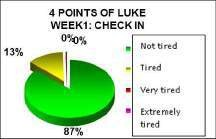 4 POINTS OF LUKE
WEEK1: CHECK IN
0%
0%
13%
87%
Not tired
Tired
Very tired
Extremely
tired